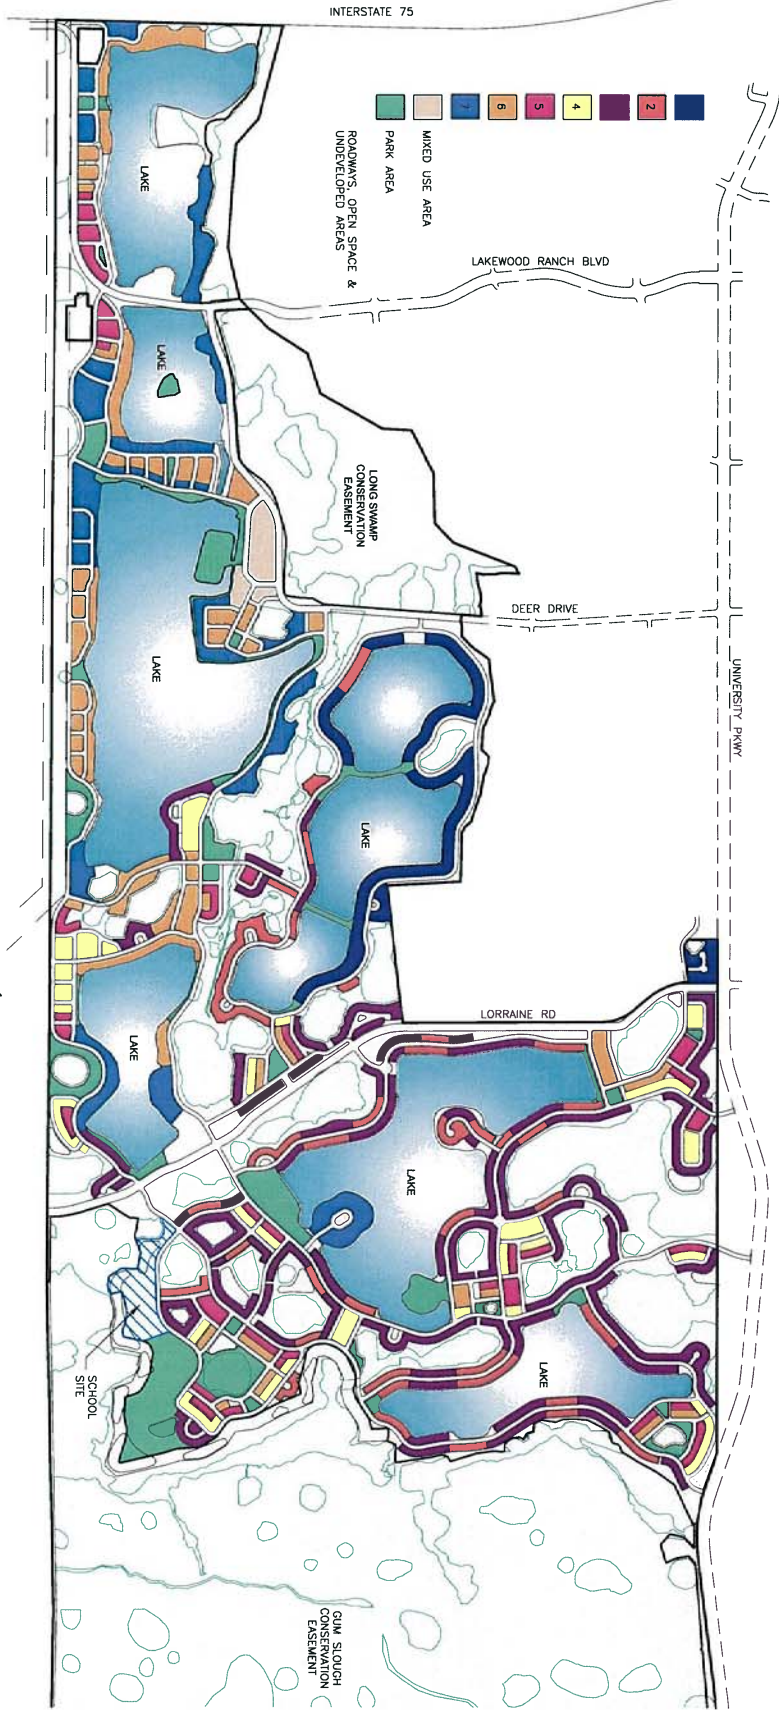 INTERSTATE 75
2
4
5
6
7
MIXED USE AREA
PARK AREA
ROADWAYS, OPEN SPACE &
UNDEVELOPED AREAS
LAKE
LAKEWOOD RANCH BLVD
LAKE
LONG SWAMP
CONSERVATION
EASEMENT
DEER DRIVE
UNIVERSITY PKWY
LAKE
LAKE
LORRAINE RD
LAKE
LAKE
LAKE
SCHOOL
SITE
GUM SLOUGH
CONSERVATION
EASEMENT